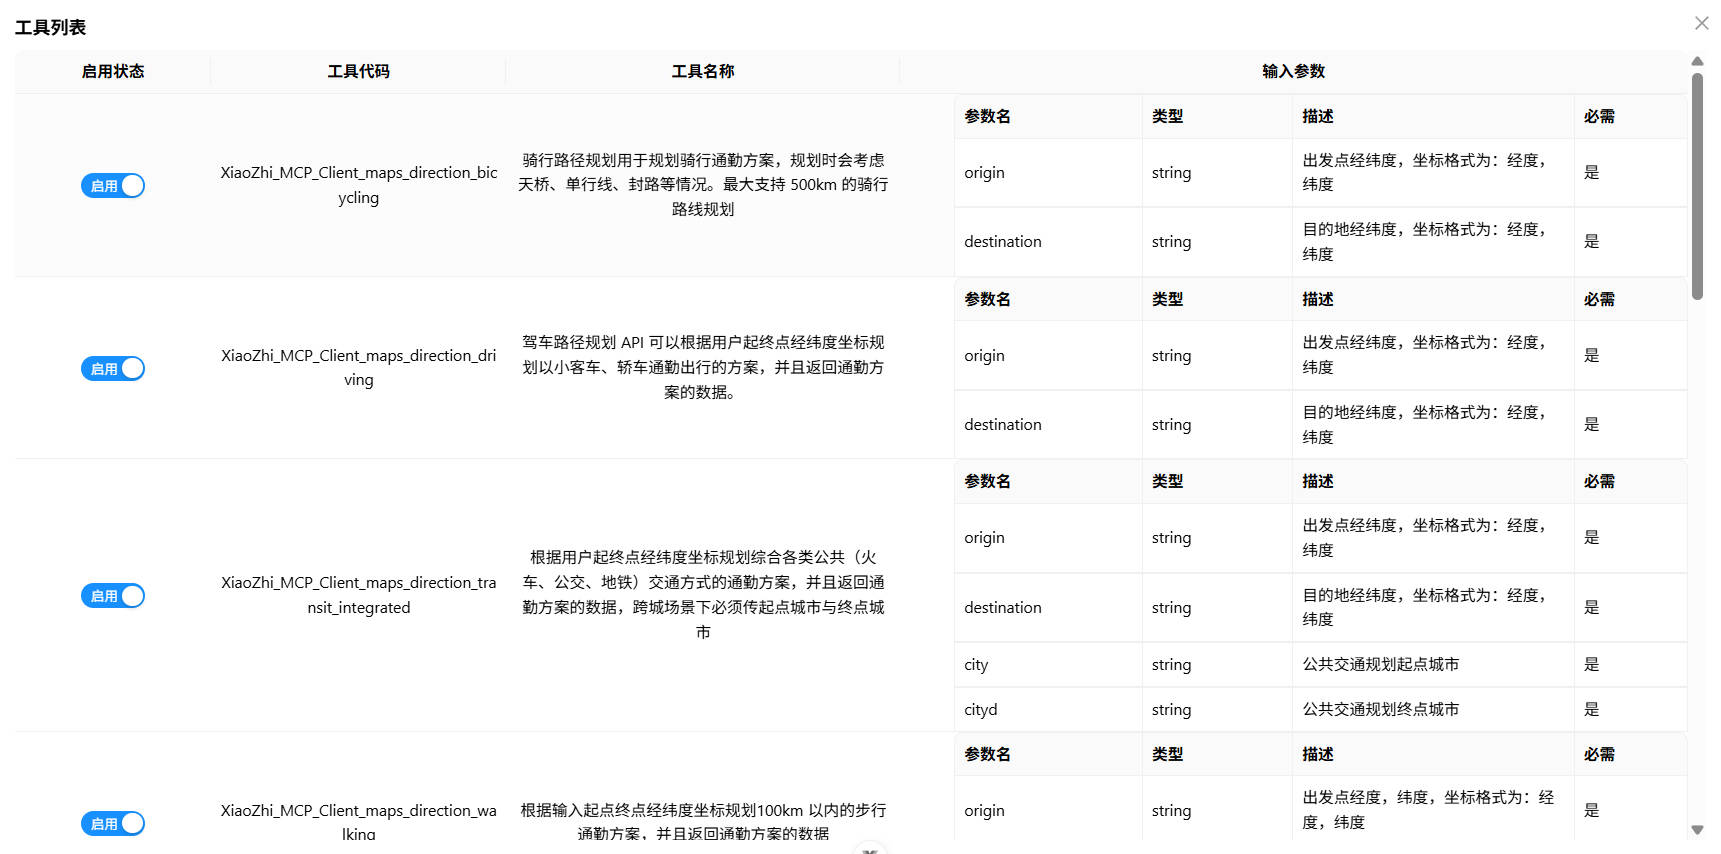 工具列表
启用状态 工具代码 工具名称 输入参数
启用
XiaoZhi_MCP_Client_maps_direction_bic
ycling
骑行路径规划用于规划骑行通勤方案，规划时会考虑
天桥、单行线、封路等情况。最大支持 500km 的骑行
路线规划
参数名 类型 描述 必需
origin string 出发点经纬度，坐标格式为：经度，
纬度 是
destination string 目的地经纬度，坐标格式为：经度，
纬度 是
启用
XiaoZhi_MCP_Client_maps_direction_dri
ving
驾车路径规划 API 可以根据用户起终点经纬度坐标规
划以小客车、轿车通勤出行的方案，并且返回通勤方
案的数据。
参数名 类型 描述 必需
origin string 出发点经纬度，坐标格式为：经度，
纬度 是
destination string 目的地经纬度，坐标格式为：经度，
纬度 是
启用
XiaoZhi_MCP_Client_maps_direction_tra
nsit_integrated
根据用户起终点经纬度坐标规划综合各类公共（火
车、公交、地铁）交通方式的通勤方案，并且返回通
勤方案的数据，跨城场景下必须传起点城市与终点城
市
参数名 类型 描述 必需
origin string 出发点经纬度，坐标格式为：经度，
纬度 是
destination string 目的地经纬度，坐标格式为：经度，
纬度 是
city string 公共交通规划起点城市 是
cityd string 公共交通规划终点城市 是
启用
XiaoZhi_MCP_Client_maps_direction_wa
lking
根据输入起点终点经纬度坐标规划100km 以内的步行
通勤方案，并且返回通勤方案的数据
参数名 类型 描述 必需
origin string 出发点经度，纬度，坐标格式为：经
度，纬度 是